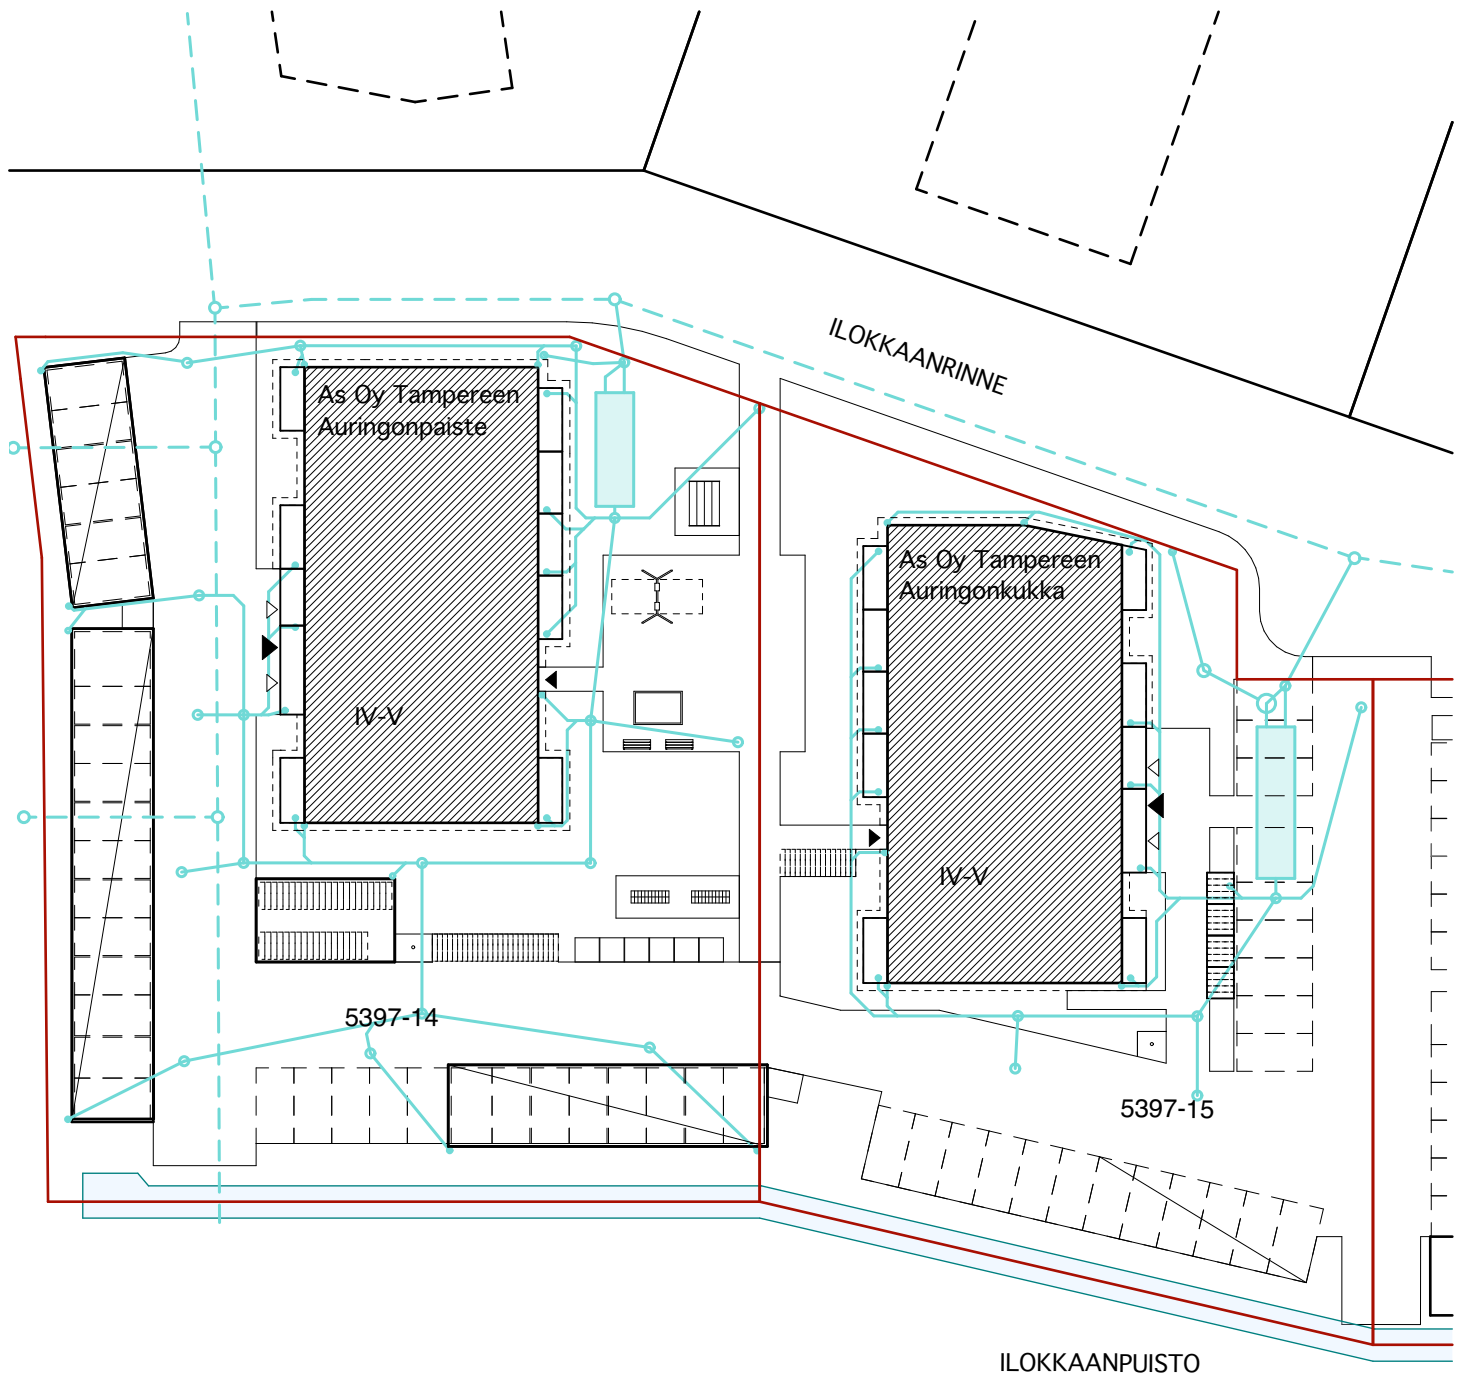 ILOKKAANRINNE
As Oy Tampereen
Auringonpaiste
IV-V
As Oy Tampereen
Auringonkukka
IV-V
5397-14
5397-15
ILOKKAANPUISTO